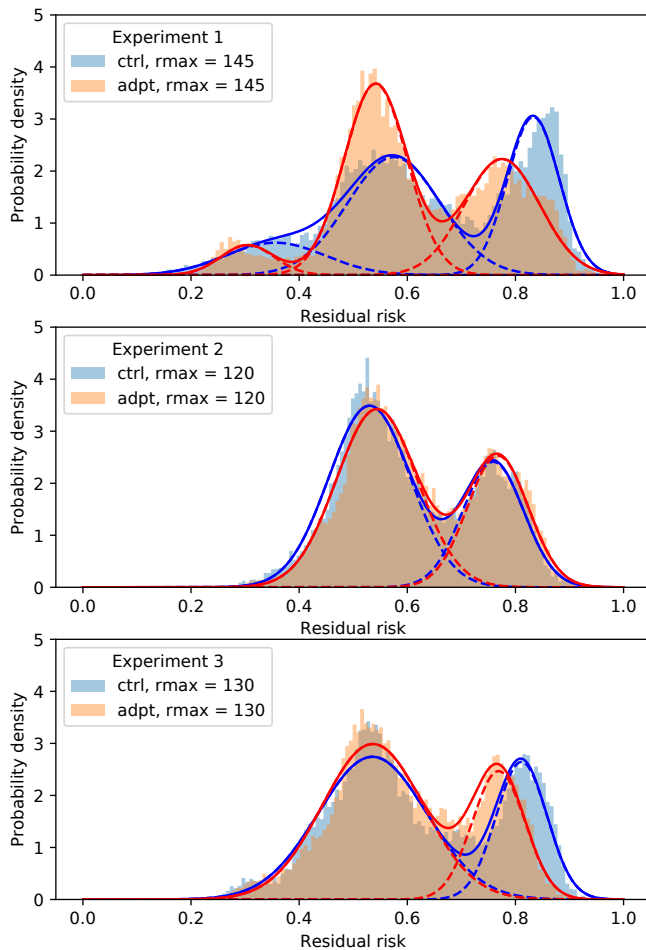 5
4
3
2
1
0
Probability density
Experiment 1
ctrl, rmax = 145
adpt, rmax = 145
0.0 0.2 0.4 0.6 0.8 1.0
Residual risk
5
4
3
2
1
0
Probability density
Experiment 2
ctrl, rmax = 120
adpt, rmax = 120
0.0 0.2 0.4 0.6 0.8 1.0
Residual risk
5
4
3
2
1
0
Probability density
Experiment 3
ctrl, rmax = 130
adpt, rmax = 130
0.0 0.2 0.4 0.6 0.8 1.0
Residual risk